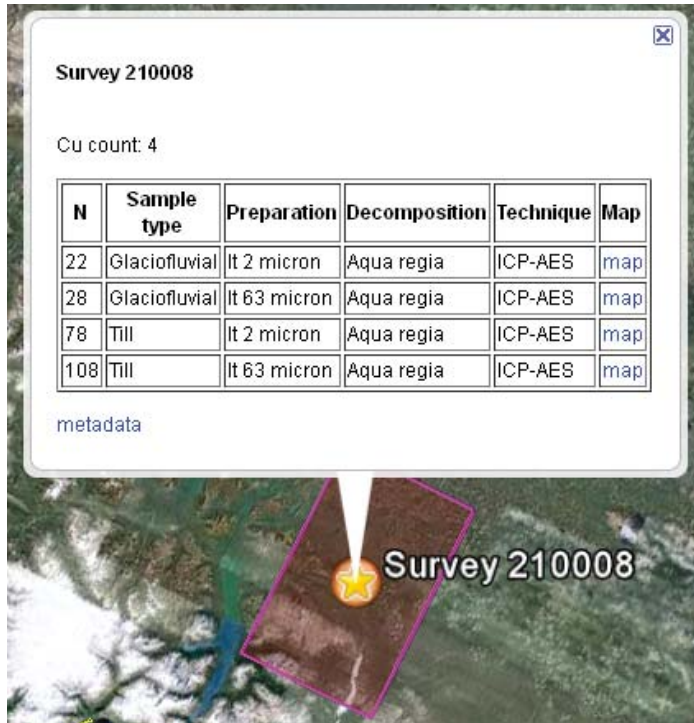 Survey 210008
Cu count: 4
N Sample type Preparation Decomposition Technique Map
22 Glaciofluvial lt 2 micron Aqua regia ICP-AES map
28 Glaciofluvial lt 63 micron Aqua regia ICP-AES map
78 Till lt 2 micron Aqua regia ICP-AES map
108 Till lt 63 micron Aqua regia ICP-AES map
metadata
Survey 210008